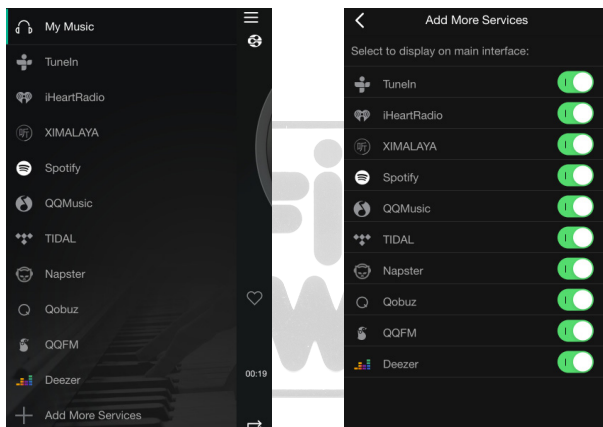 My Music
TuneIn
iHeartRadio
XIMALAYA
Spotify
QQMusic
TIDAL
Napster
Qobuz
QQFM
Deezer
Add More Services
00:19
Add More Services
Select to display on main interface:
TuneIn
iHeartRadio
听
XIMALAYA
Spotify
QQMusic
TIDAL
Napster
Qobuz
QQFM
Deezer